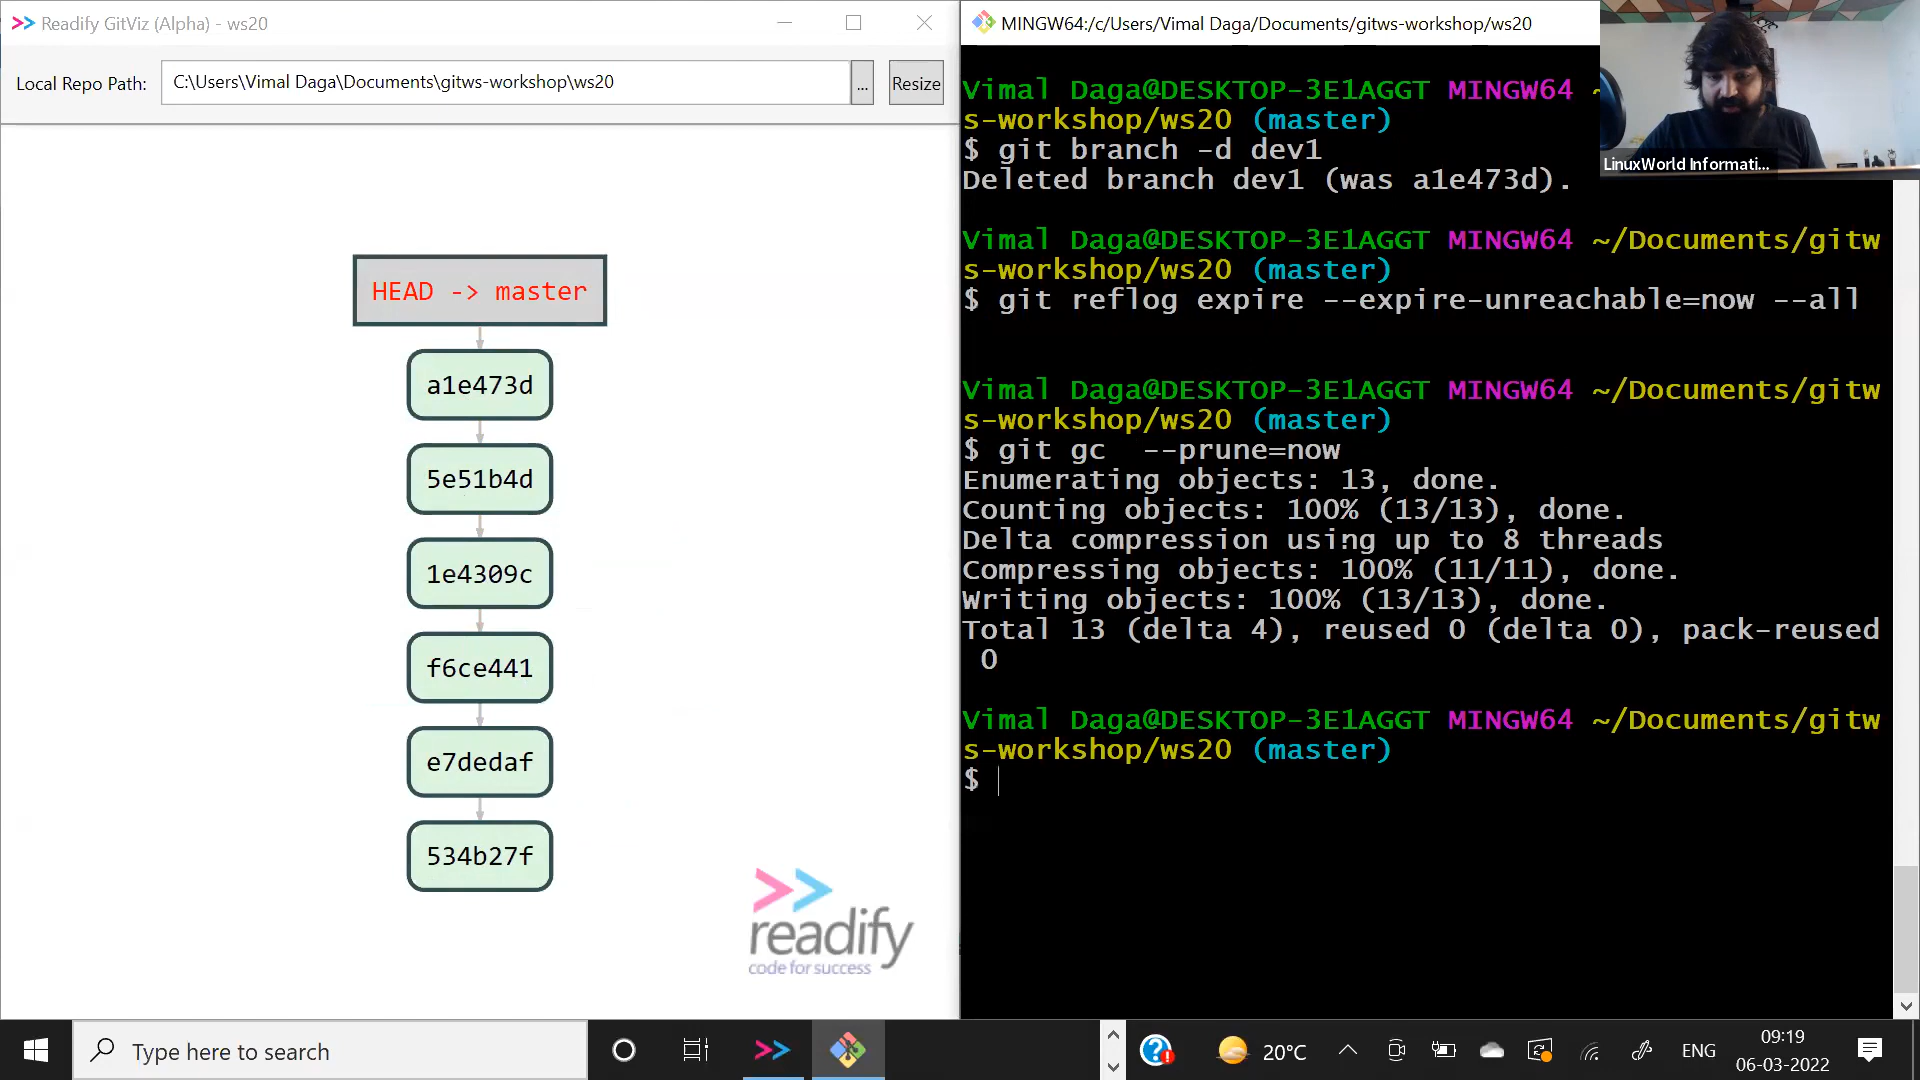 Readify GitViz (Alpha) - ws20
Local Repo Path:
C:\Users\Vimal Daga\Documents\gitws-workshop\ws20
...
Resize
HEAD -> master
a1e473d
5e51b4d
1e4309c
f6ce441
e7dedaf
534b27f
readify
code for success
MINGW64:/c/Users/Vimal Daga/Documents/gitws-workshop/ws20
Vimal Daga@DESKTOP-3E1AGGT MINGW64 ~
s-workshop/ws20 (master)
$ git branch -d dev1
Deleted branch dev1 (was a1e473d).
Vimal Daga@DESKTOP-3E1AGGT MINGW64 ~/Documents/gitw
s-workshop/ws20 (master)
$ git reflog expire --expire-unreachable=now --all
Vimal Daga@DESKTOP-3E1AGGT MINGW64 ~/Documents/gitw
s-workshop/ws20 (master)
$ git gc  --prune=now
Enumerating objects: 13, done.
Counting objects: 100% (13/13), done.
Delta compression using up to 8 threads
Compressing objects: 100% (11/11), done.
Writing objects: 100% (13/13), done.
Total 13 (delta 4), reused 0 (delta 0), pack-reused
0
Vimal Daga@DESKTOP-3E1AGGT MINGW64 ~/Documents/gitw
s-workshop/ws20 (master)
$
LinuxWorld Informati...
Type here to search
20°C
ENG
09:19
06-03-2022